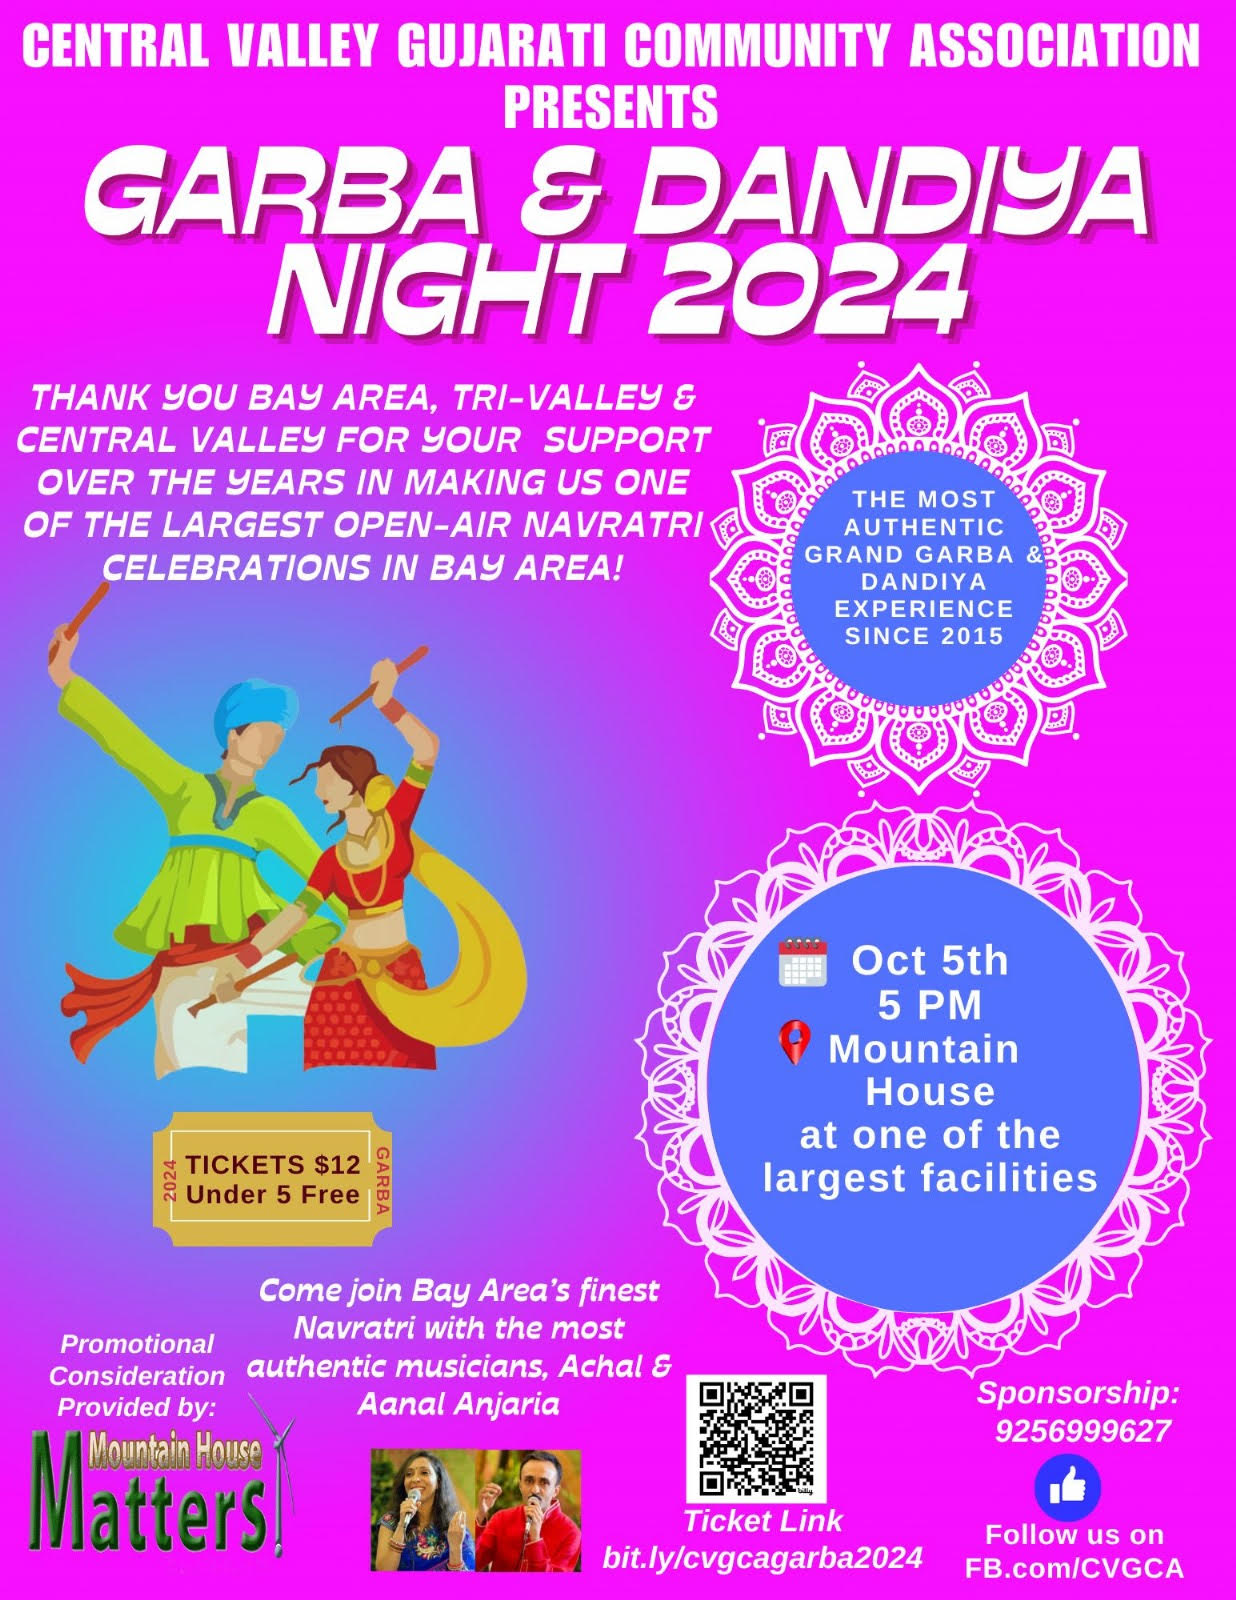 CENTRAL VALLEY GUJARATI COMMUNITY ASSOCIATION
PRESENTS
GARBA & DANDIYA
NIGHT 2024
THANK YOU BAY AREA, TRI-VALLEY &
CENTRAL VALLEY FOR YOUR SUPPORT
OVER THE YEARS IN MAKING US ONE
OF THE LARGEST OPEN-AIR NAVRATRI
CELEBRATIONS IN BAY AREA!
THE MOST
AUTHENTIC
GRAND GARBA &
DANDIYA
EXPERIENCE
SINCE 2015
Oct 5th
5 PM
Mountain
House
at one of the
largest facilities
2024
TICKETS $12
Under 5 Free
GARBA
Come join Bay Area's finest
Navratri with the most
authentic musicians, Achal &
Aanal Anjaria
Promotional
Consideration
Provided by:
Mountain House
Matters!
bitly
Ticket Link
bit.ly/cvgcagarba2024
Sponsorship:
9256999627
Follow us on
FB.com/CVGCA